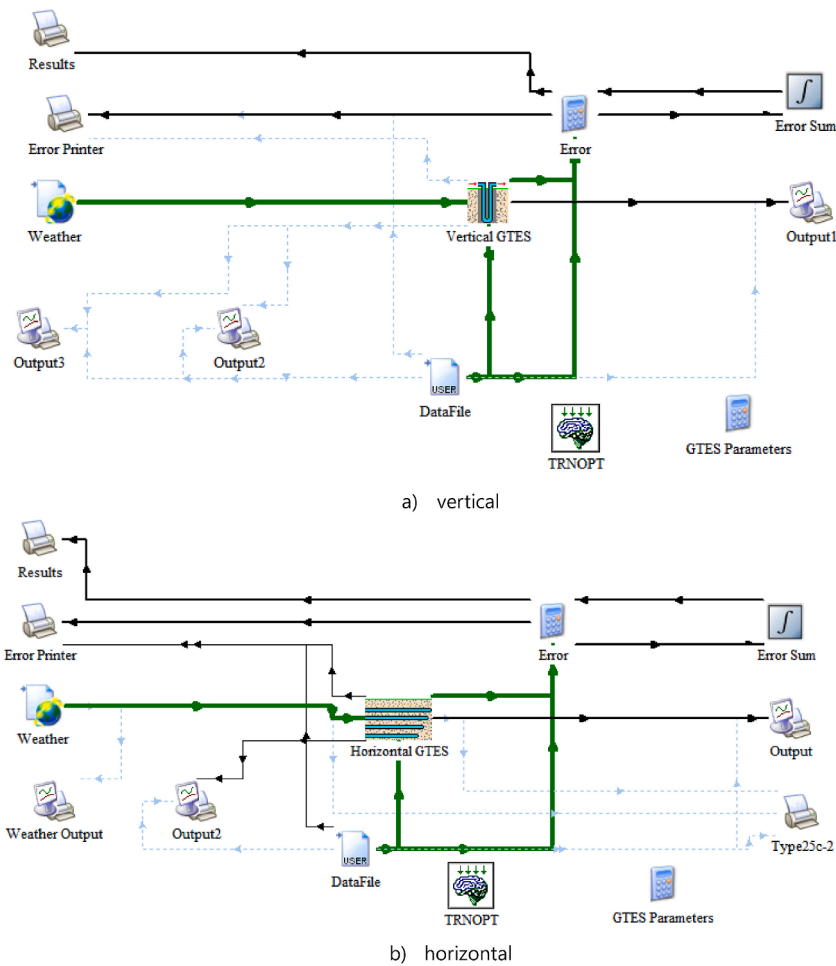 Results
Error Printer
Error
Error Sum
Weather
Vertical GTES
Output1
Output3
Output2
USER
DataFile
TRNOPT
GTES Parameters
a) vertical
Results
Error Printer
Error
Error Sum
Weather
Horizontal GTES
Output
Weather Output
Output2
USER
DataFile
Type25c-2
TRNOPT
GTES Parameters
b) horizontal